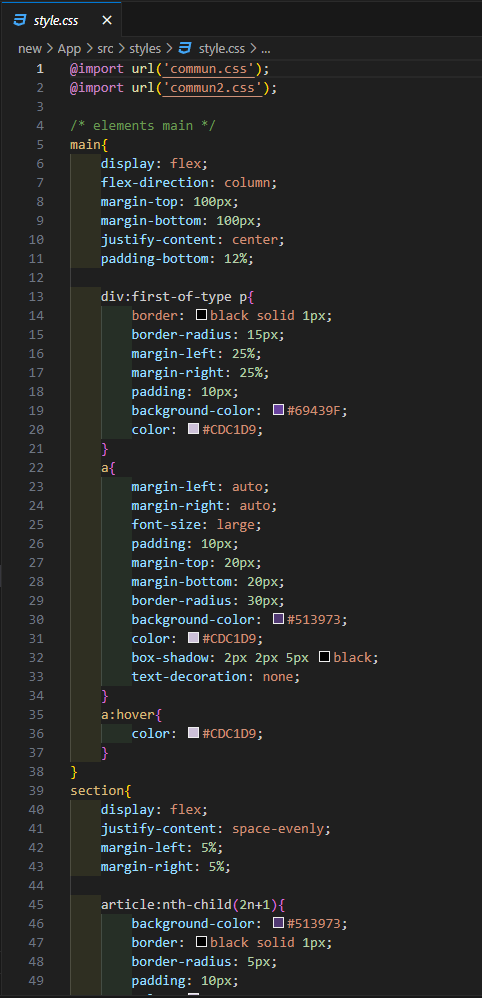 style.css
new > App > src > styles > style.css > ...
1 @import url('commun.css');
2 @import url('commun2.css');
3
4 /* elements main */
5 main{
6 display: flex;
7 flex-direction: column;
8 margin-top: 100px;
9 margin-bottom: 100px;
10 justify-content: center;
11 padding-bottom: 12%;
12
13 div:first-of-type p{
14 border: black solid 1px;
15 border-radius: 15px;
16 margin-left: 25%;
17 margin-right: 25%;
18 padding: 10px;
19 background-color: #69439F;
20 color: #CDC1D9;
21 }
22 a{
23 margin-left: auto;
24 margin-right: auto;
25 font-size: large;
26 padding: 10px;
27 margin-top: 20px;
28 margin-bottom: 20px;
29 border-radius: 30px;
30 background-color: #513973;
31 color: #CDC1D9;
32 box-shadow: 2px 2px 5px black;
33 text-decoration: none;
34 }
35 a:hover{
36 color: #CDC1D9;
37 }
38 }
39 section{
40 display: flex;
41 justify-content: space-evenly;
42 margin-left: 5%;
43 margin-right: 5%;
44
45 article:nth-child(2n+1){
46 background-color: #513973;
47 border: black solid 1px;
48 border-radius: 5px;
49 padding: 10px;